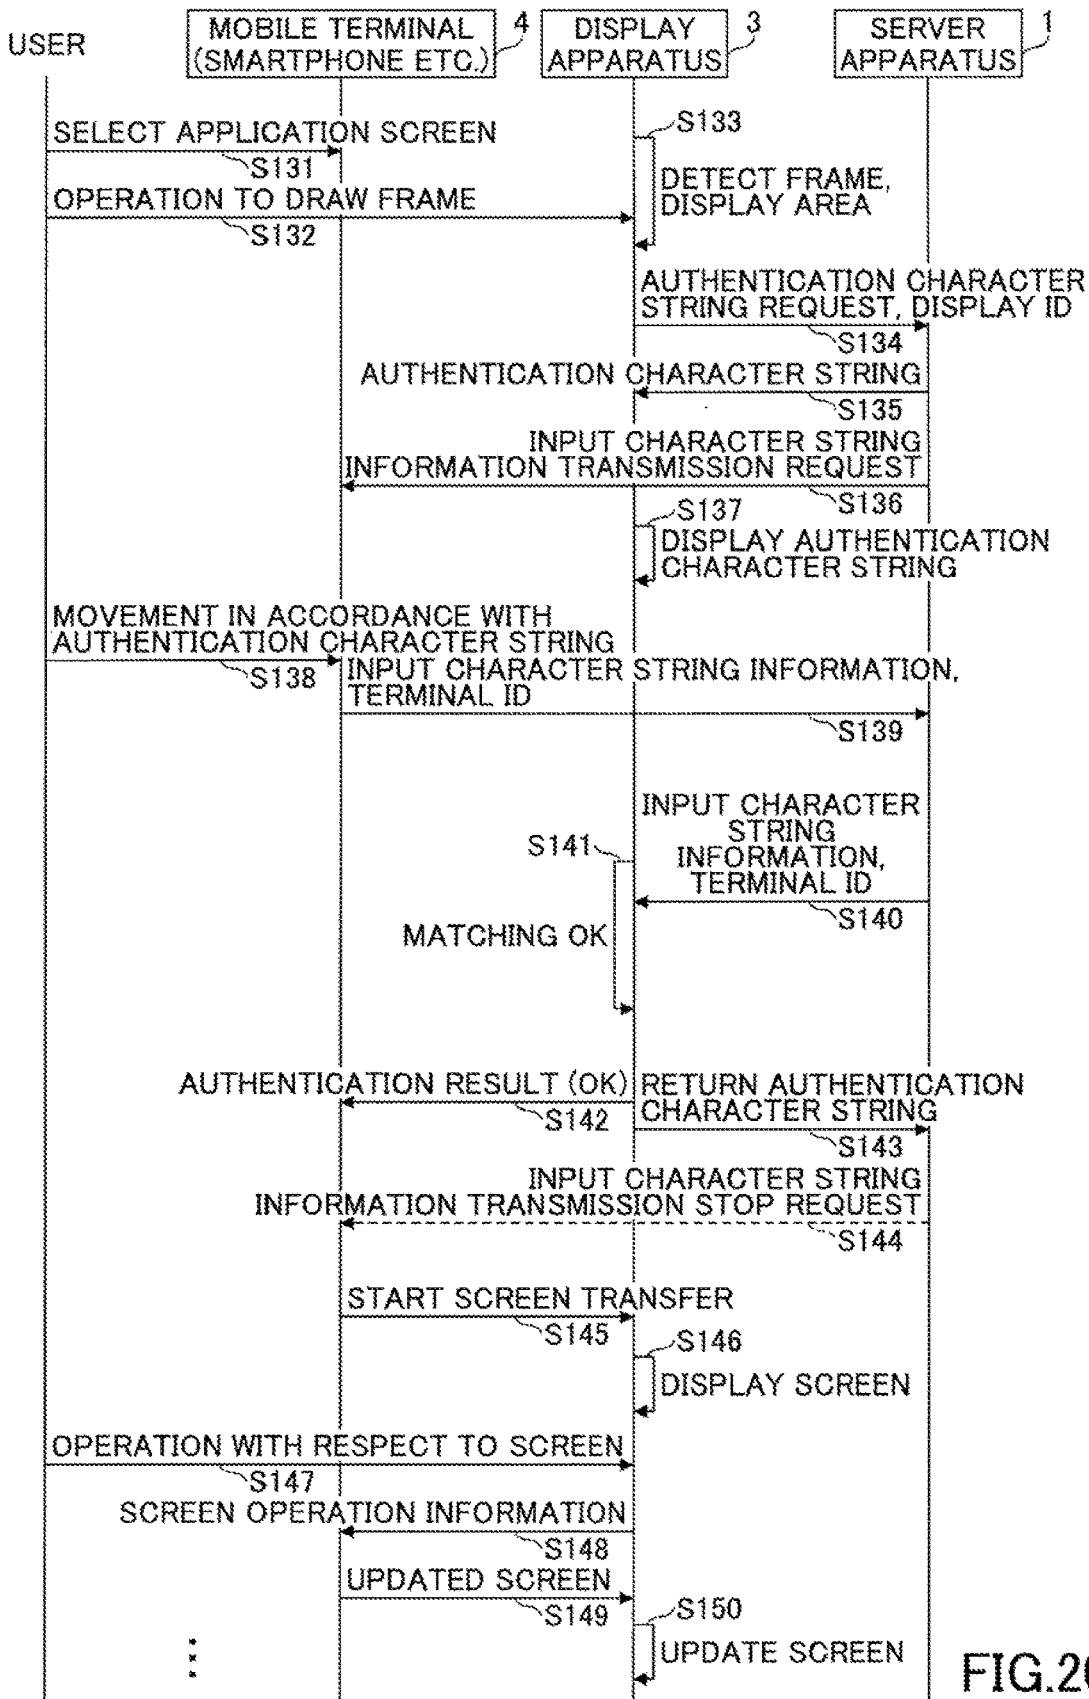 USER
MOBILE TERMINAL
(SMARTPHONE ETC.)
4
DISPLAY
APPARATUS
3
SERVER
APPARATUS
1
SELECT APPLICATION SCREEN
S131
S133
DETECT FRAME,
DISPLAY AREA
OPERATION TO DRAW FRAME
S132
AUTHENTICATION CHARACTER
STRING REQUEST, DISPLAY ID
S134
AUTHENTICATION CHARACTER STRING
S135
INPUT CHARACTER STRING
INFORMATION TRANSMISSION REQUEST
S136
S137
DISPLAY AUTHENTICATION
CHARACTER STRING
MOVEMENT IN ACCORDANCE WITH
AUTHENTICATION CHARACTER STRING
S138
INPUT CHARACTER STRING INFORMATION,
TERMINAL ID
S139
INPUT CHARACTER
STRING
INFORMATION,
TERMINAL ID
S140
S141
MATCHING OK
AUTHENTICATION RESULT (OK)
S142
RETURN AUTHENTICATION
CHARACTER STRING
S143
INPUT CHARACTER STRING
INFORMATION TRANSMISSION STOP REQUEST
S144
START SCREEN TRANSFER
S145
S146
DISPLAY SCREEN
OPERATION WITH RESPECT TO SCREEN
S147
SCREEN OPERATION INFORMATION
S148
UPDATED SCREEN
S149
S150
UPDATE SCREEN